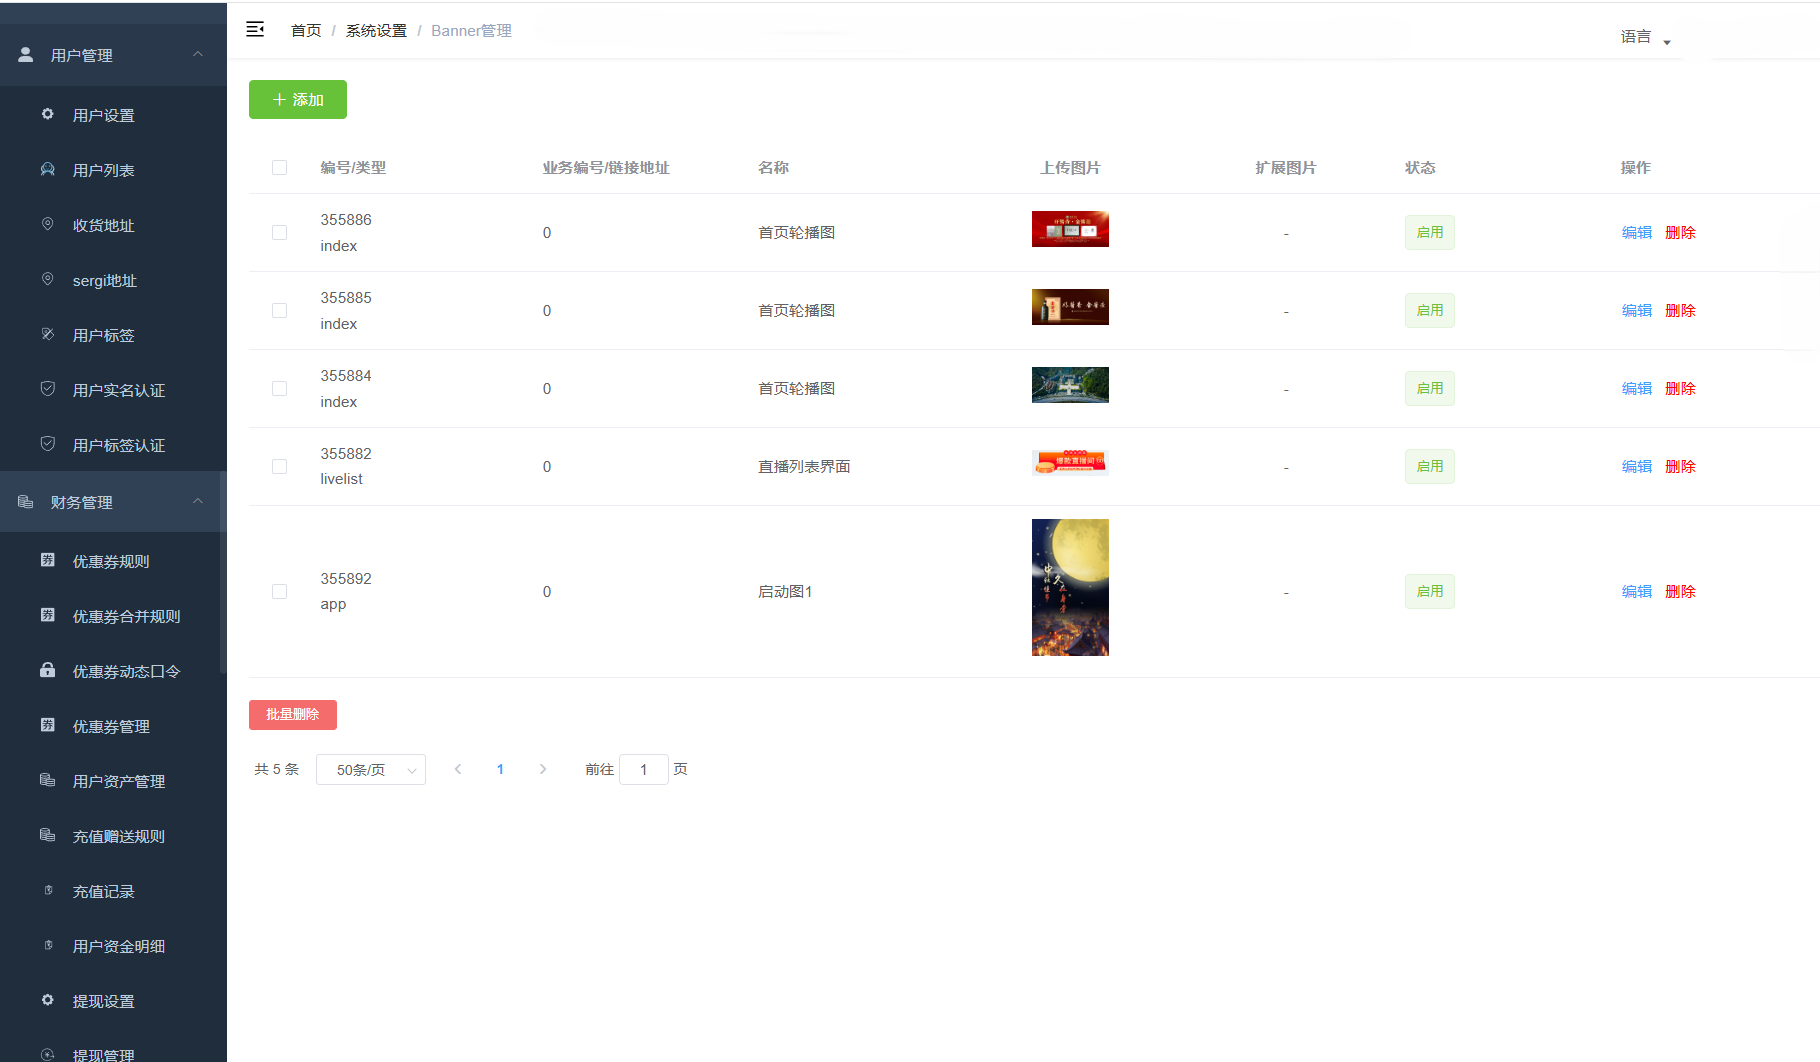 首页 / 系统设置 / Banner管理
语言
用户管理
用户设置
用户列表
收货地址
sergi地址
用户标签
用户实名认证
用户标签认证
财务管理
优惠券规则
优惠券合并规则
优惠券动态口令
优惠券管理
用户资产管理
充值赠送规则
充值记录
用户资金明细
提现设置
提现管理
添加
编号/类型 业务编号/链接地址 名称 上传图片 扩展图片 状态 操作
355886
index
0 首页轮播图 - 启用 编辑 删除
355885
index
0 首页轮播图 - 启用 编辑 删除
355884
index
0 首页轮播图 - 启用 编辑 删除
355882
livelist
0 直播列表界面 - 启用 编辑 删除
355892
app
0 启动图1 - 启用 编辑 删除
批量删除
共 5 条 50条/页 1 前往 1 页